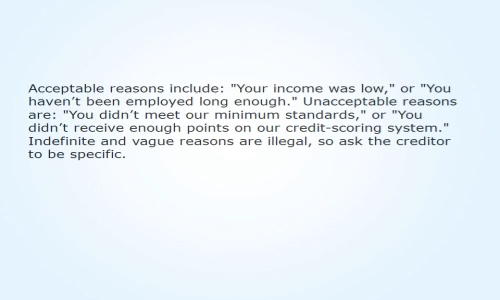 Acceptable reasons include: "Your income was low," or "You
haven’t been employed long enough." Unacceptable reasons
are: "You didn’t meet our minimum standards," or "You
didn’t receive enough points on our credit-scoring system."
Indefinite and vague reasons are illegal, so ask the creditor
to be specific.